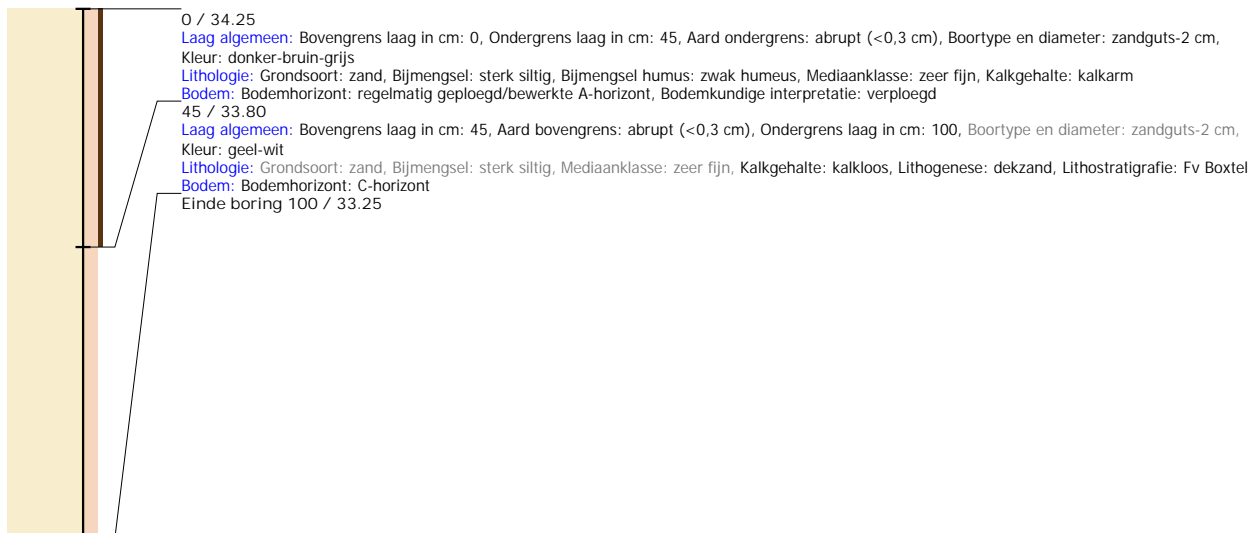 0 / 34.25
Laag algemeen: Bovengrens laag in cm: 0, Ondergrens laag in cm: 45, Aard ondergrens: abrupt (<0,3 cm), Boortype en diameter: zandguts-2 cm,
Kleur: donker-bruin-grijs
Lithologie: Grondsoort: zand, Bijmengsel: sterk siltig, Bijmengsel humus: zwak humeus, Mediaanklasse: zeer fijn, Kalkgehalte: kalkarm
Bodem: Bodemhorizont: regelmatig geploegd/bewerkte A-horizont, Bodemkundige interpretatie: verploegd
45 / 33.80
Laag algemeen: Bovengrens laag in cm: 45, Aard bovengrens: abrupt (<0,3 cm), Ondergrens laag in cm: 100, Boortype en diameter: zandguts-2 cm,
Kleur: geel-wit
Lithologie: Grondsoort: zand, Bijmengsel: sterk siltig, Mediaanklasse: zeer fijn, Kalkgehalte: kalkloos, Lithogenese: dekzand, Lithostratigrafie: Fv Boxtel
Bodem: Bodemhorizont: C-horizont
Einde boring 100 / 33.25